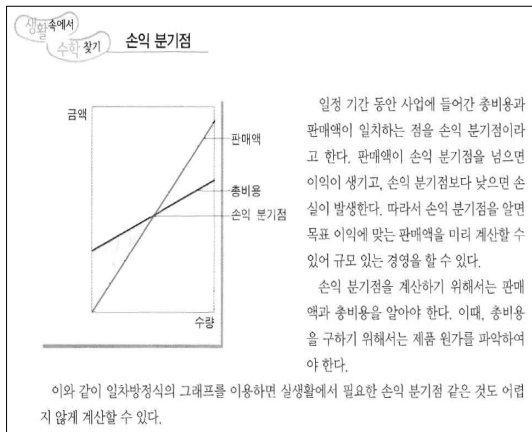 생활 속에서
수학 찾기
손익 분기점
금액
판매액
총비용
손익 분기점
수량
일정 기간 동안 사업에 들어간 총비용과
판매액이 일치하는 점을 손익 분기점이라
고 한다. 판매액이 손익 분기점을 넘으면
이익이 생기고, 손익 분기점보다 낮으면 손
실이 발생한다. 따라서 손익 분기점을 알면
목표 이익에 맞는 판매액을 미리 계산할 수
있어 규모 있는 경영을 할 수 있다.
손익 분기점을 계산하기 위해서는 판매
액과 총비용을 알아야 한다. 이때, 총비용
을 구하기 위해서는 제품 원가를 파악하여
야 한다.
이와 같이 일차방정식의 그래프를 이용하면 실생활에서 필요한 손익 분기점 같은 것도 어렵
지 않게 계산할 수 있다.